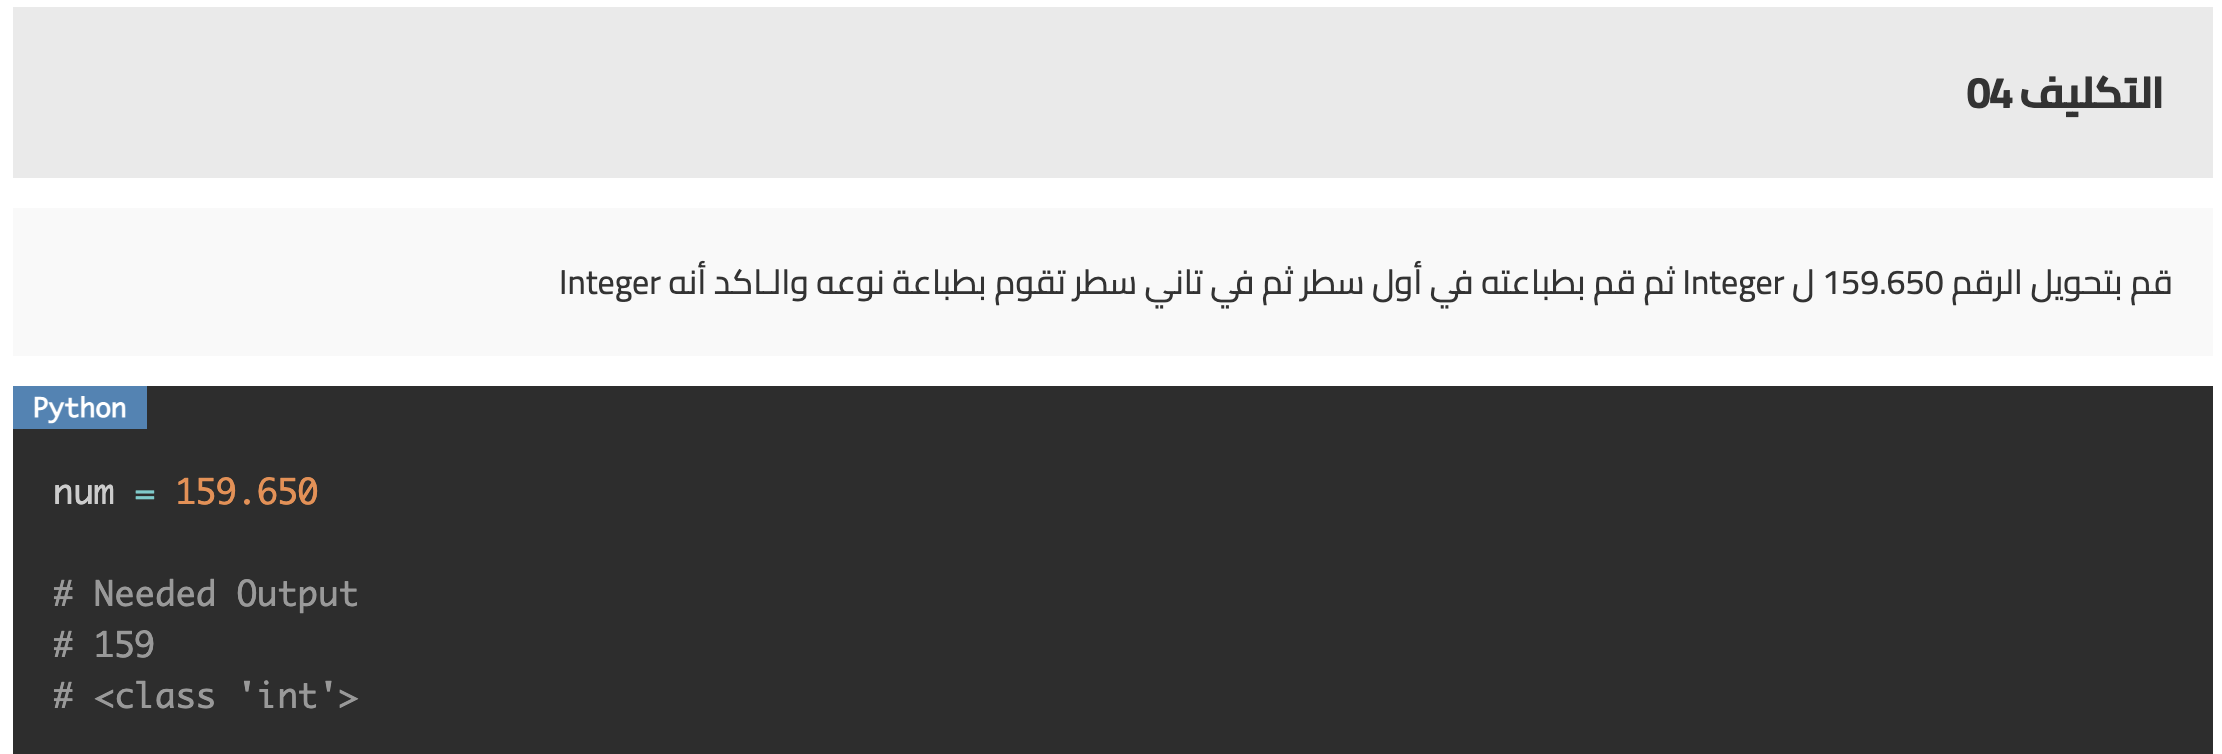 التكليف 04
قم بتحويل الرقم 159.650 ل Integer ثم قم بطباعته في أول سطر ثم في تاني سطر تقوم بطباعة نوعه والـاكد أنه Integer
Python
num = 159.650
# Needed Output
# 159
# <class 'int'>